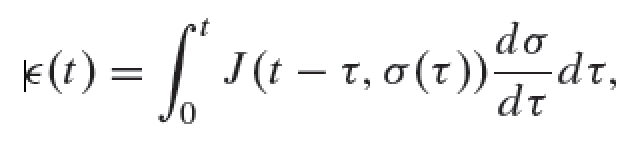 ϵ(t) = ∫₀ᵗ J(t − τ, σ(τ)) dσ/dτ dτ,